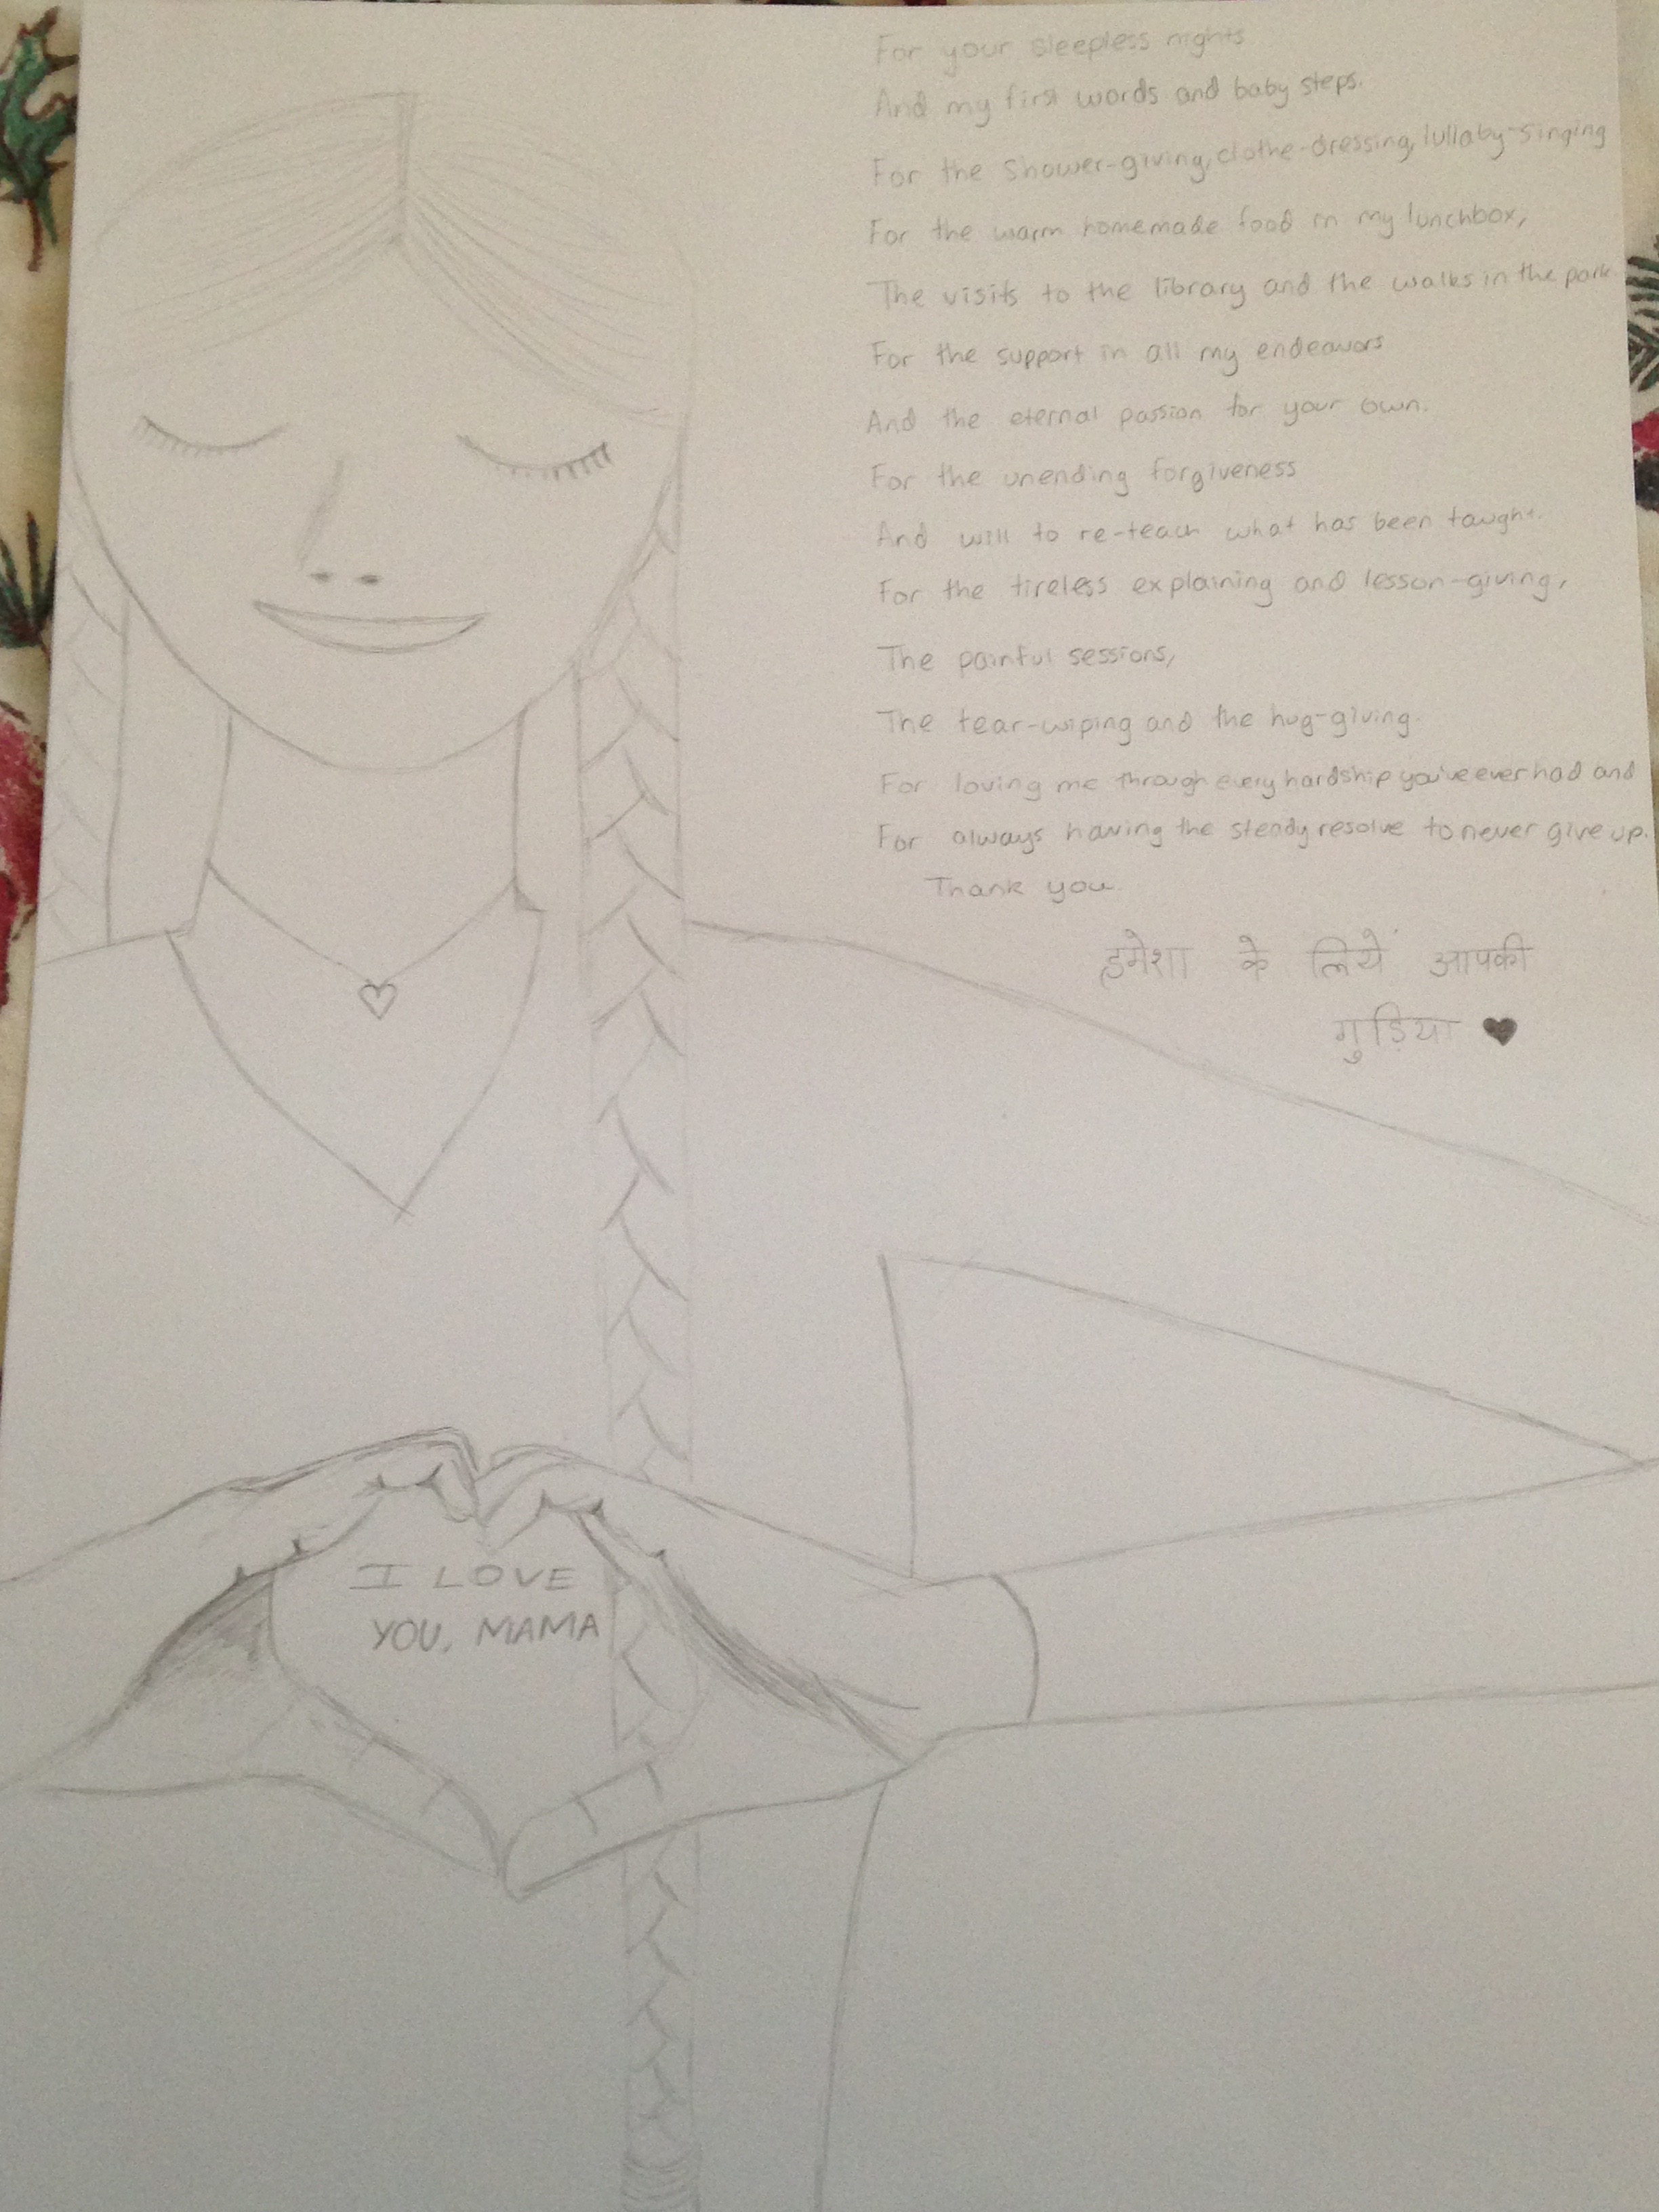 For your sleepless nights
And my first words and baby steps.
For the shower-giving, clothe-dressing, lullaby-singing
For the warm homemade food in my lunchbox,
The visits to the library and the walks in the park
For the support in all my endeavors
And the eternal passion for your own.
For the unending forgiveness
And will to re-teach what has been taught.
For the tireless explaining and lesson-giving,
The painful sessions,
The tear-wiping and the hug-giving.
For loving me through every hardship you've ever had and
For always having the steady resolve to never give up.
Thank you.
हमेशा के लिये आपकी
गुड़िया ♥
I LOVE
YOU, MAMA